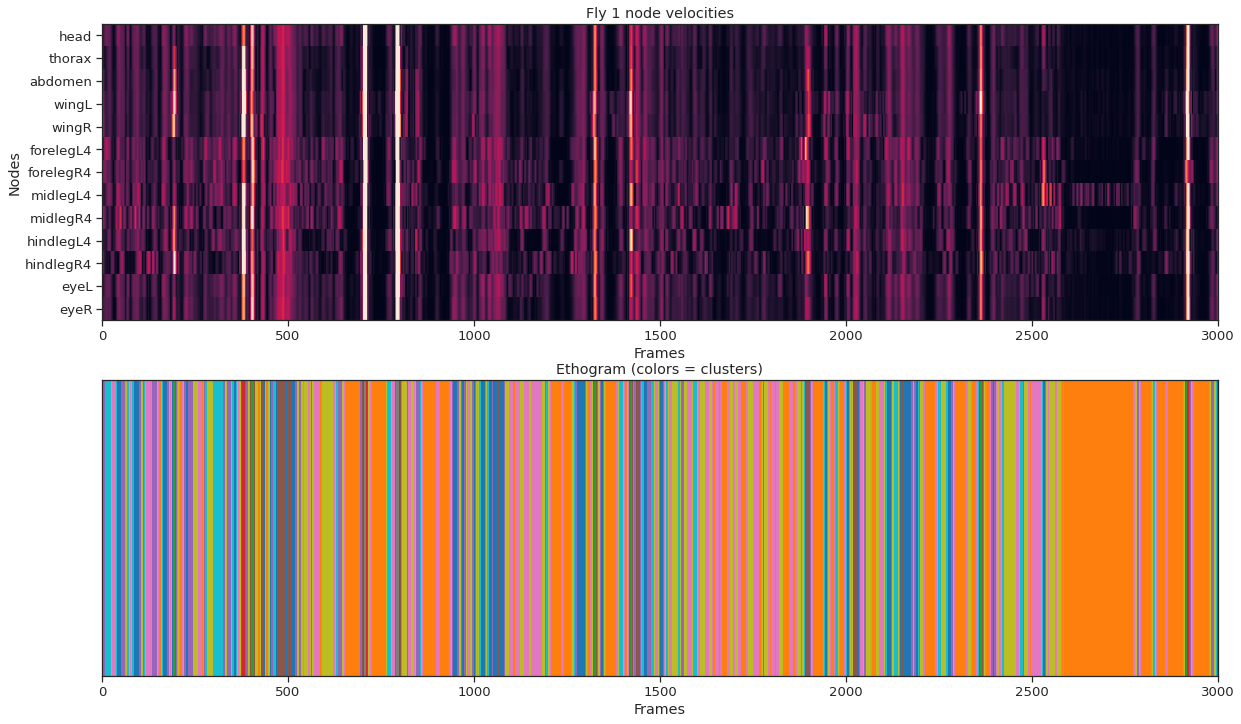 Fly 1 node velocities
Nodes
head
thorax
abdomen
wingL
wingR
forelegL4
forelegR4
midlegL4
midlegR4
hindlegL4
hindlegR4
eyeL
eyeR
0 500 1000 1500 2000 2500 3000
Frames
Ethogram (colors = clusters)
0 500 1000 1500 2000 2500 3000
Frames